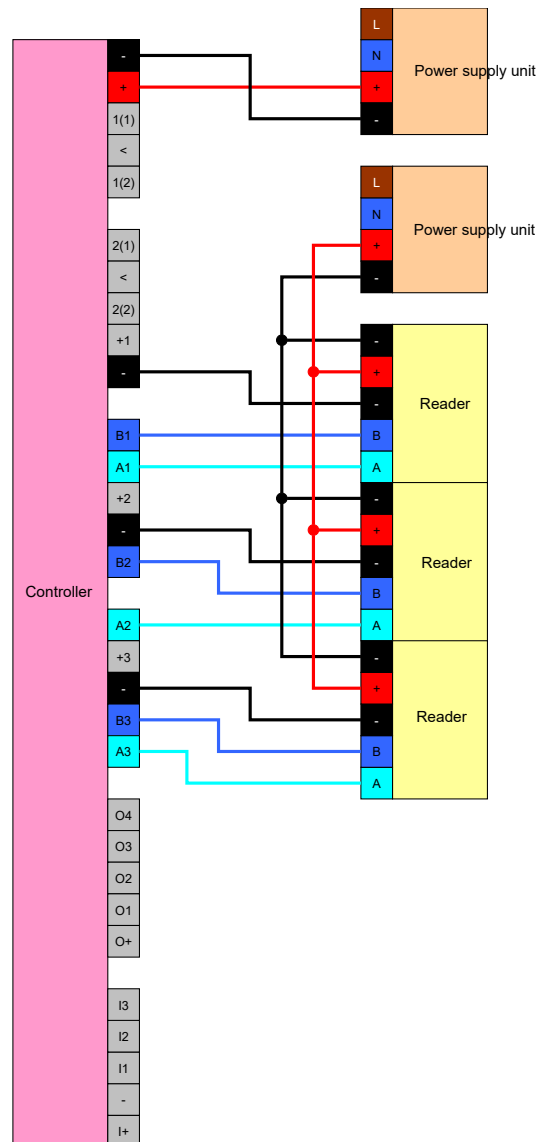 Controller
-
+
1(1)
<
1(2)
2(1)
<
2(2)
+1
-
B1
A1
+2
-
B2
A2
+3
-
B3
A3
O4
O3
O2
O1
O+
I3
I2
I1
-
I+
L
N
+
-
Power supply unit
L
N
+
-
Power supply unit
-
+
-
B
A
Reader
-
+
-
B
A
Reader
-
+
-
B
A
Reader